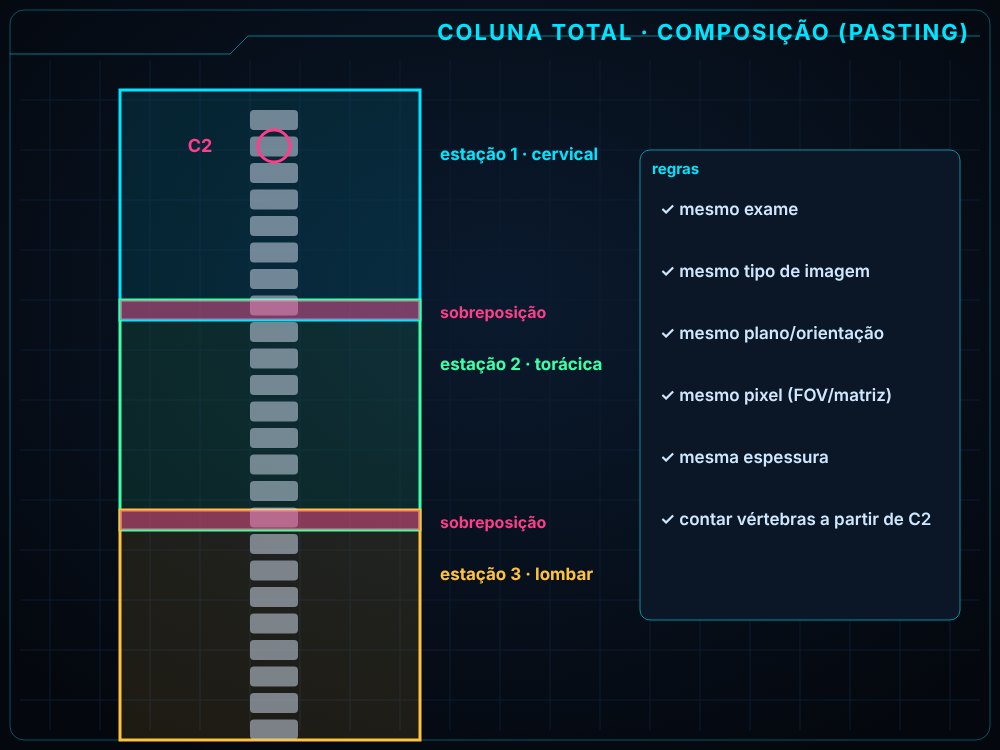 COLUNA TOTAL · COMPOSIÇÃO (PASTING)
C2
estação 1 · cervical
sobreposição
estação 2 · torácica
sobreposição
estação 3 · lombar
regras
✓ mesmo exame
✓ mesmo tipo de imagem
✓ mesmo plano/orientação
✓ mesmo pixel (FOV/matriz)
✓ mesma espessura
✓ contar vértebras a partir de C2